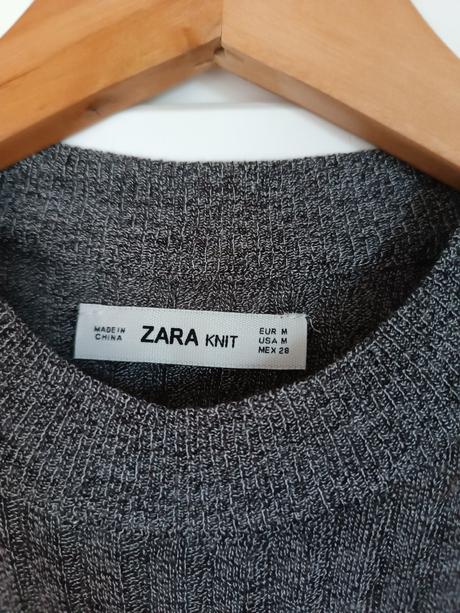 MADE IN
CHINA
ZARA KNIT
EUR M
USA M
MEX 28